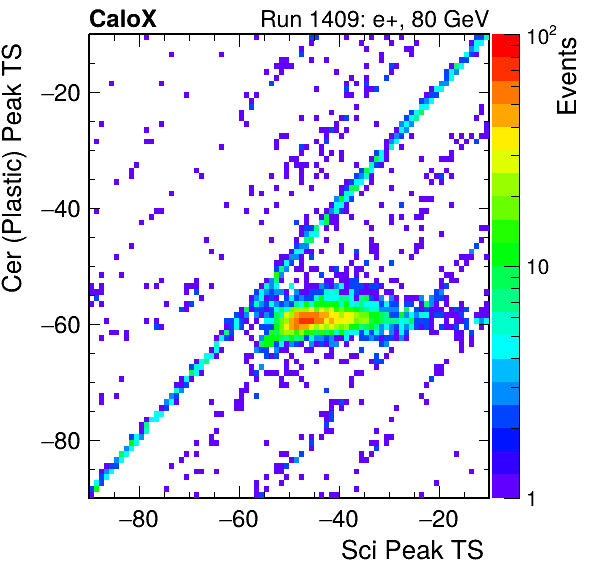 CaloX Run 1409: e+, 80 GeV
Cer (Plastic) Peak TS
−20
−40
−60
−80
−80 −60 −40 −20
Sci Peak TS
10²
10
1
Events